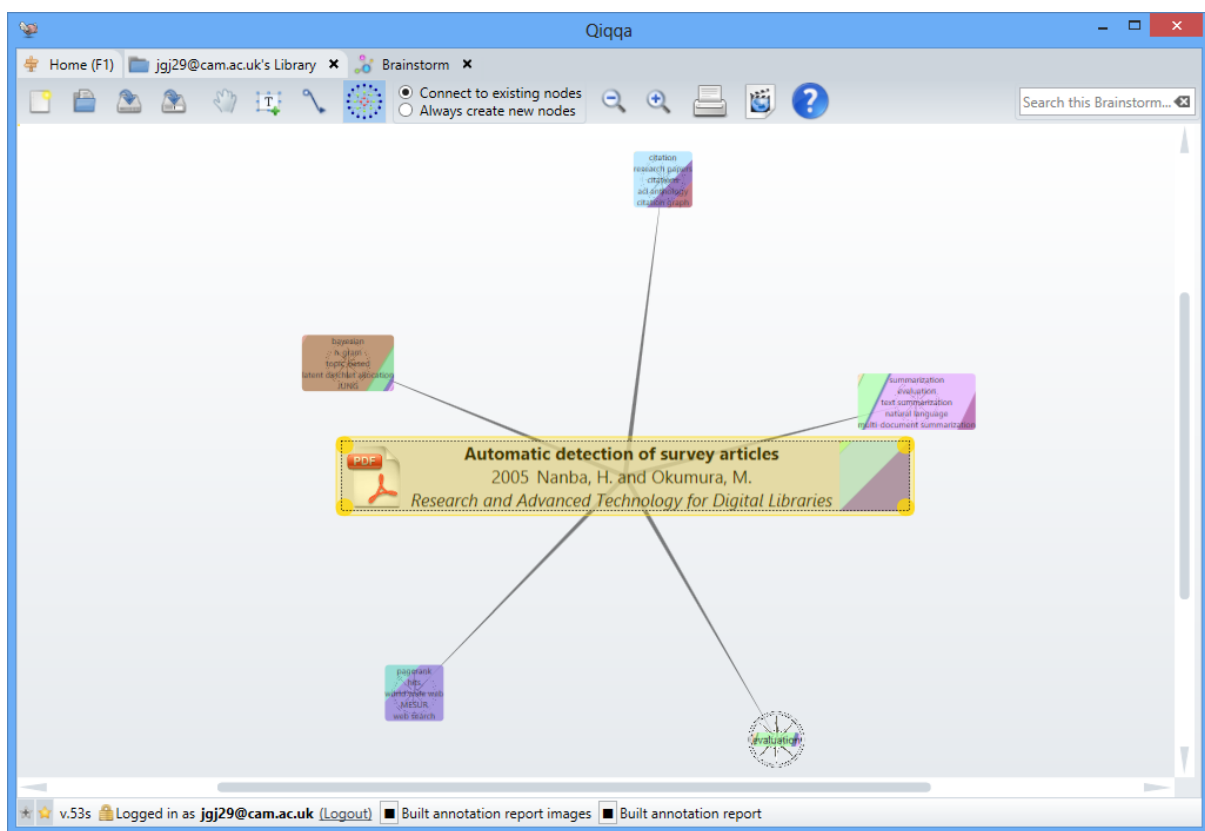 Qiqqa
Home (F1)
jgj29@cam.ac.uk's Library
Brainstorm
Connect to existing nodes
Always create new nodes
Search this Brainstorm...
citation
research papers
citations
acl anthology
citation graph
bayesian
n-gram
topic-based
latent dirichlet allocation
summarization
evaluation
text summarization
natural language
multi-document summarization
PDF
Automatic detection of survey articles
2005 Nanba, H. and Okumura, M.
Research and Advanced Technology for Digital Libraries
pagerank
hits
world wide web
MESUR
web search
evaluation
v.53s
Logged in as jgj29@cam.ac.uk (Logout)
Built annotation report images
Built annotation report